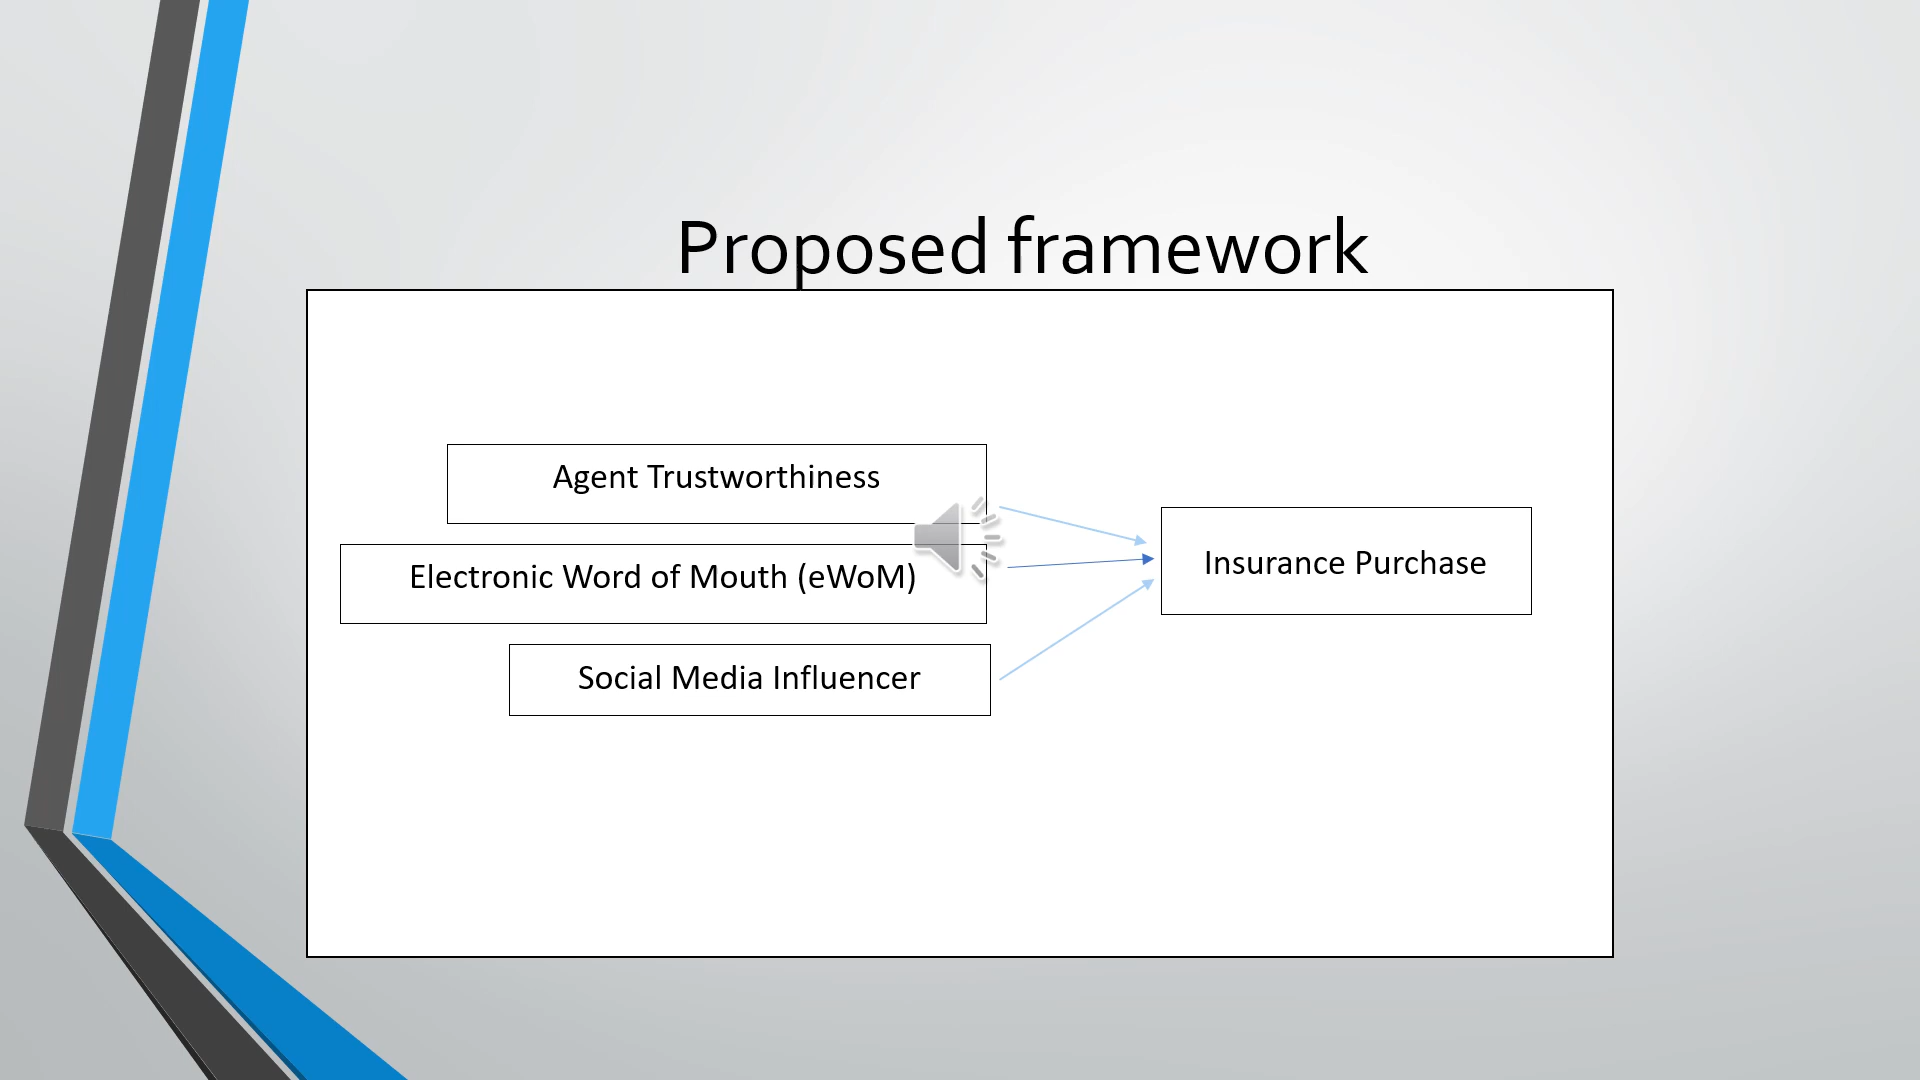 Proposed framework
Agent Trustworthiness
Electronic Word of Mouth (eWoM)
Social Media Influencer
Insurance Purchase